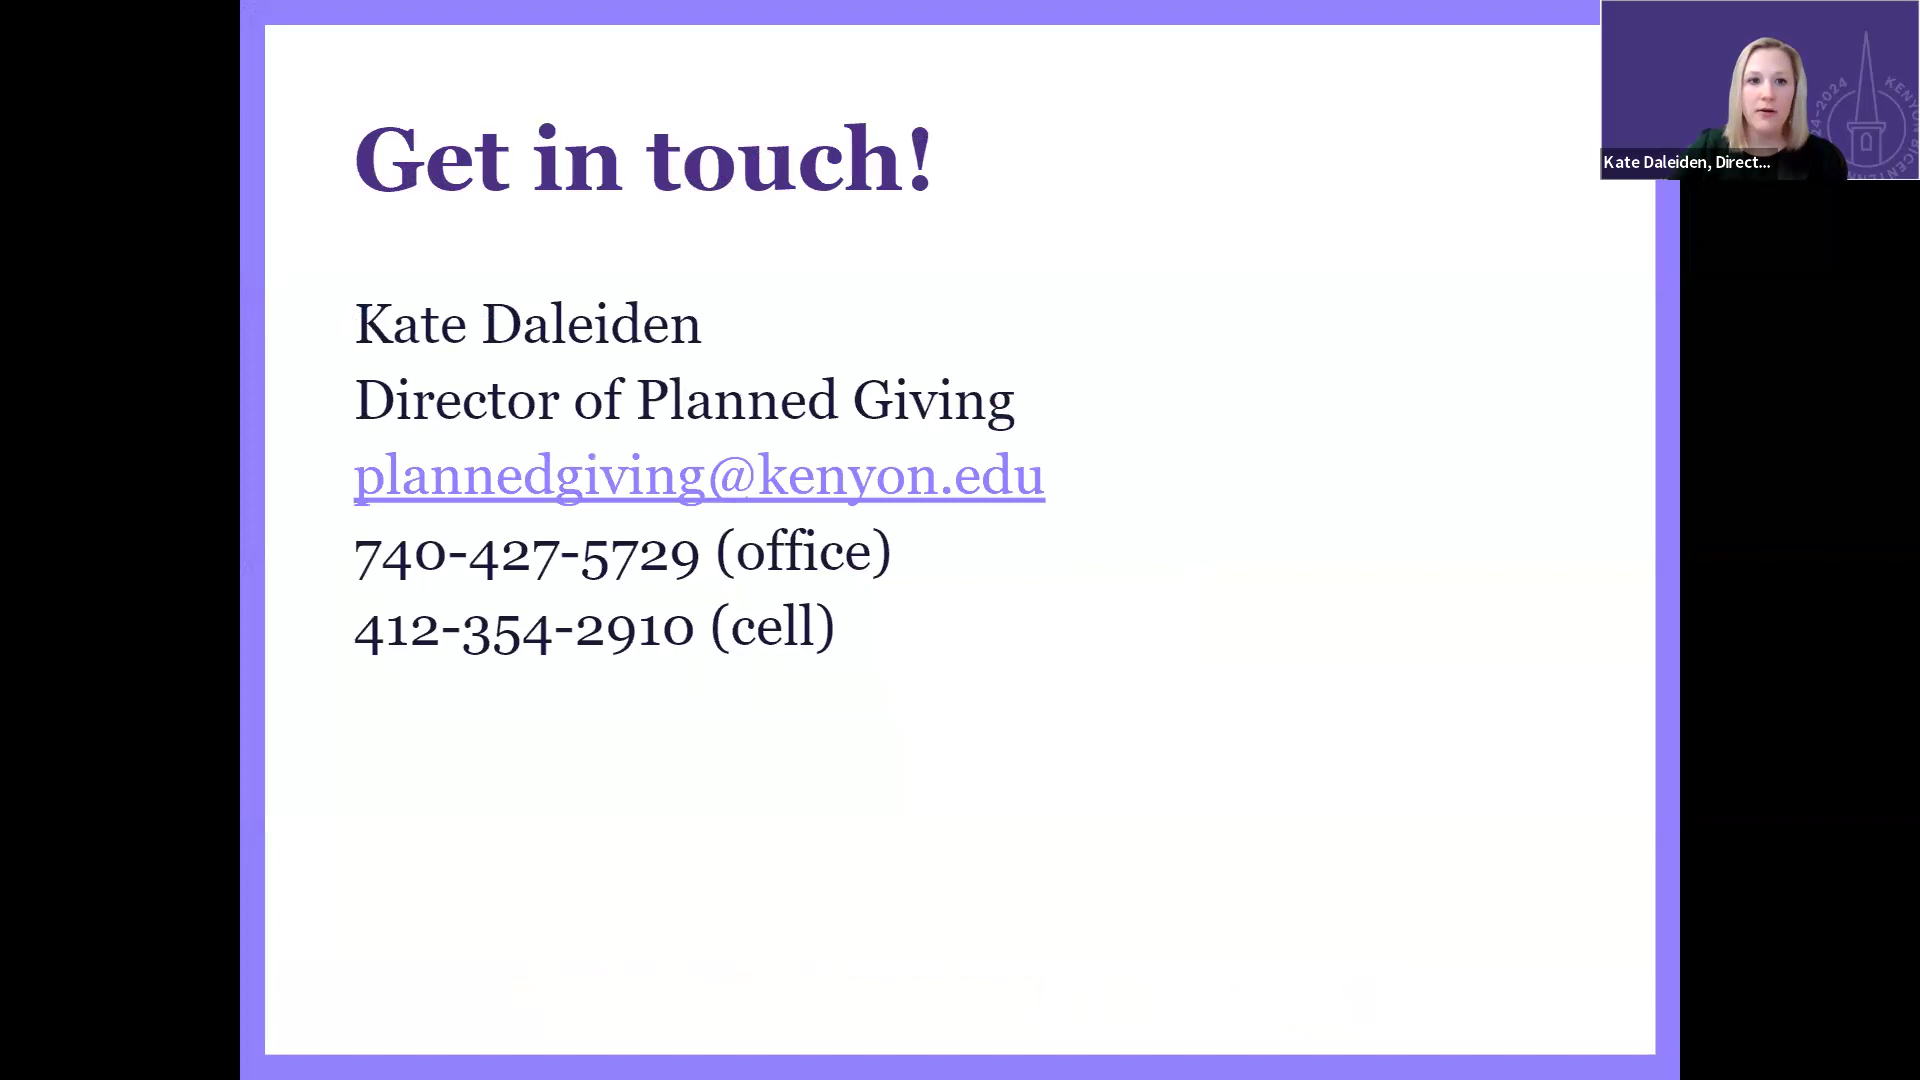 Get in touch!
Kate Daleiden
Director of Planned Giving
plannedgiving@kenyon.edu
740-427-5729 (office)
412-354-2910 (cell)
Kate Daleiden, Direct...